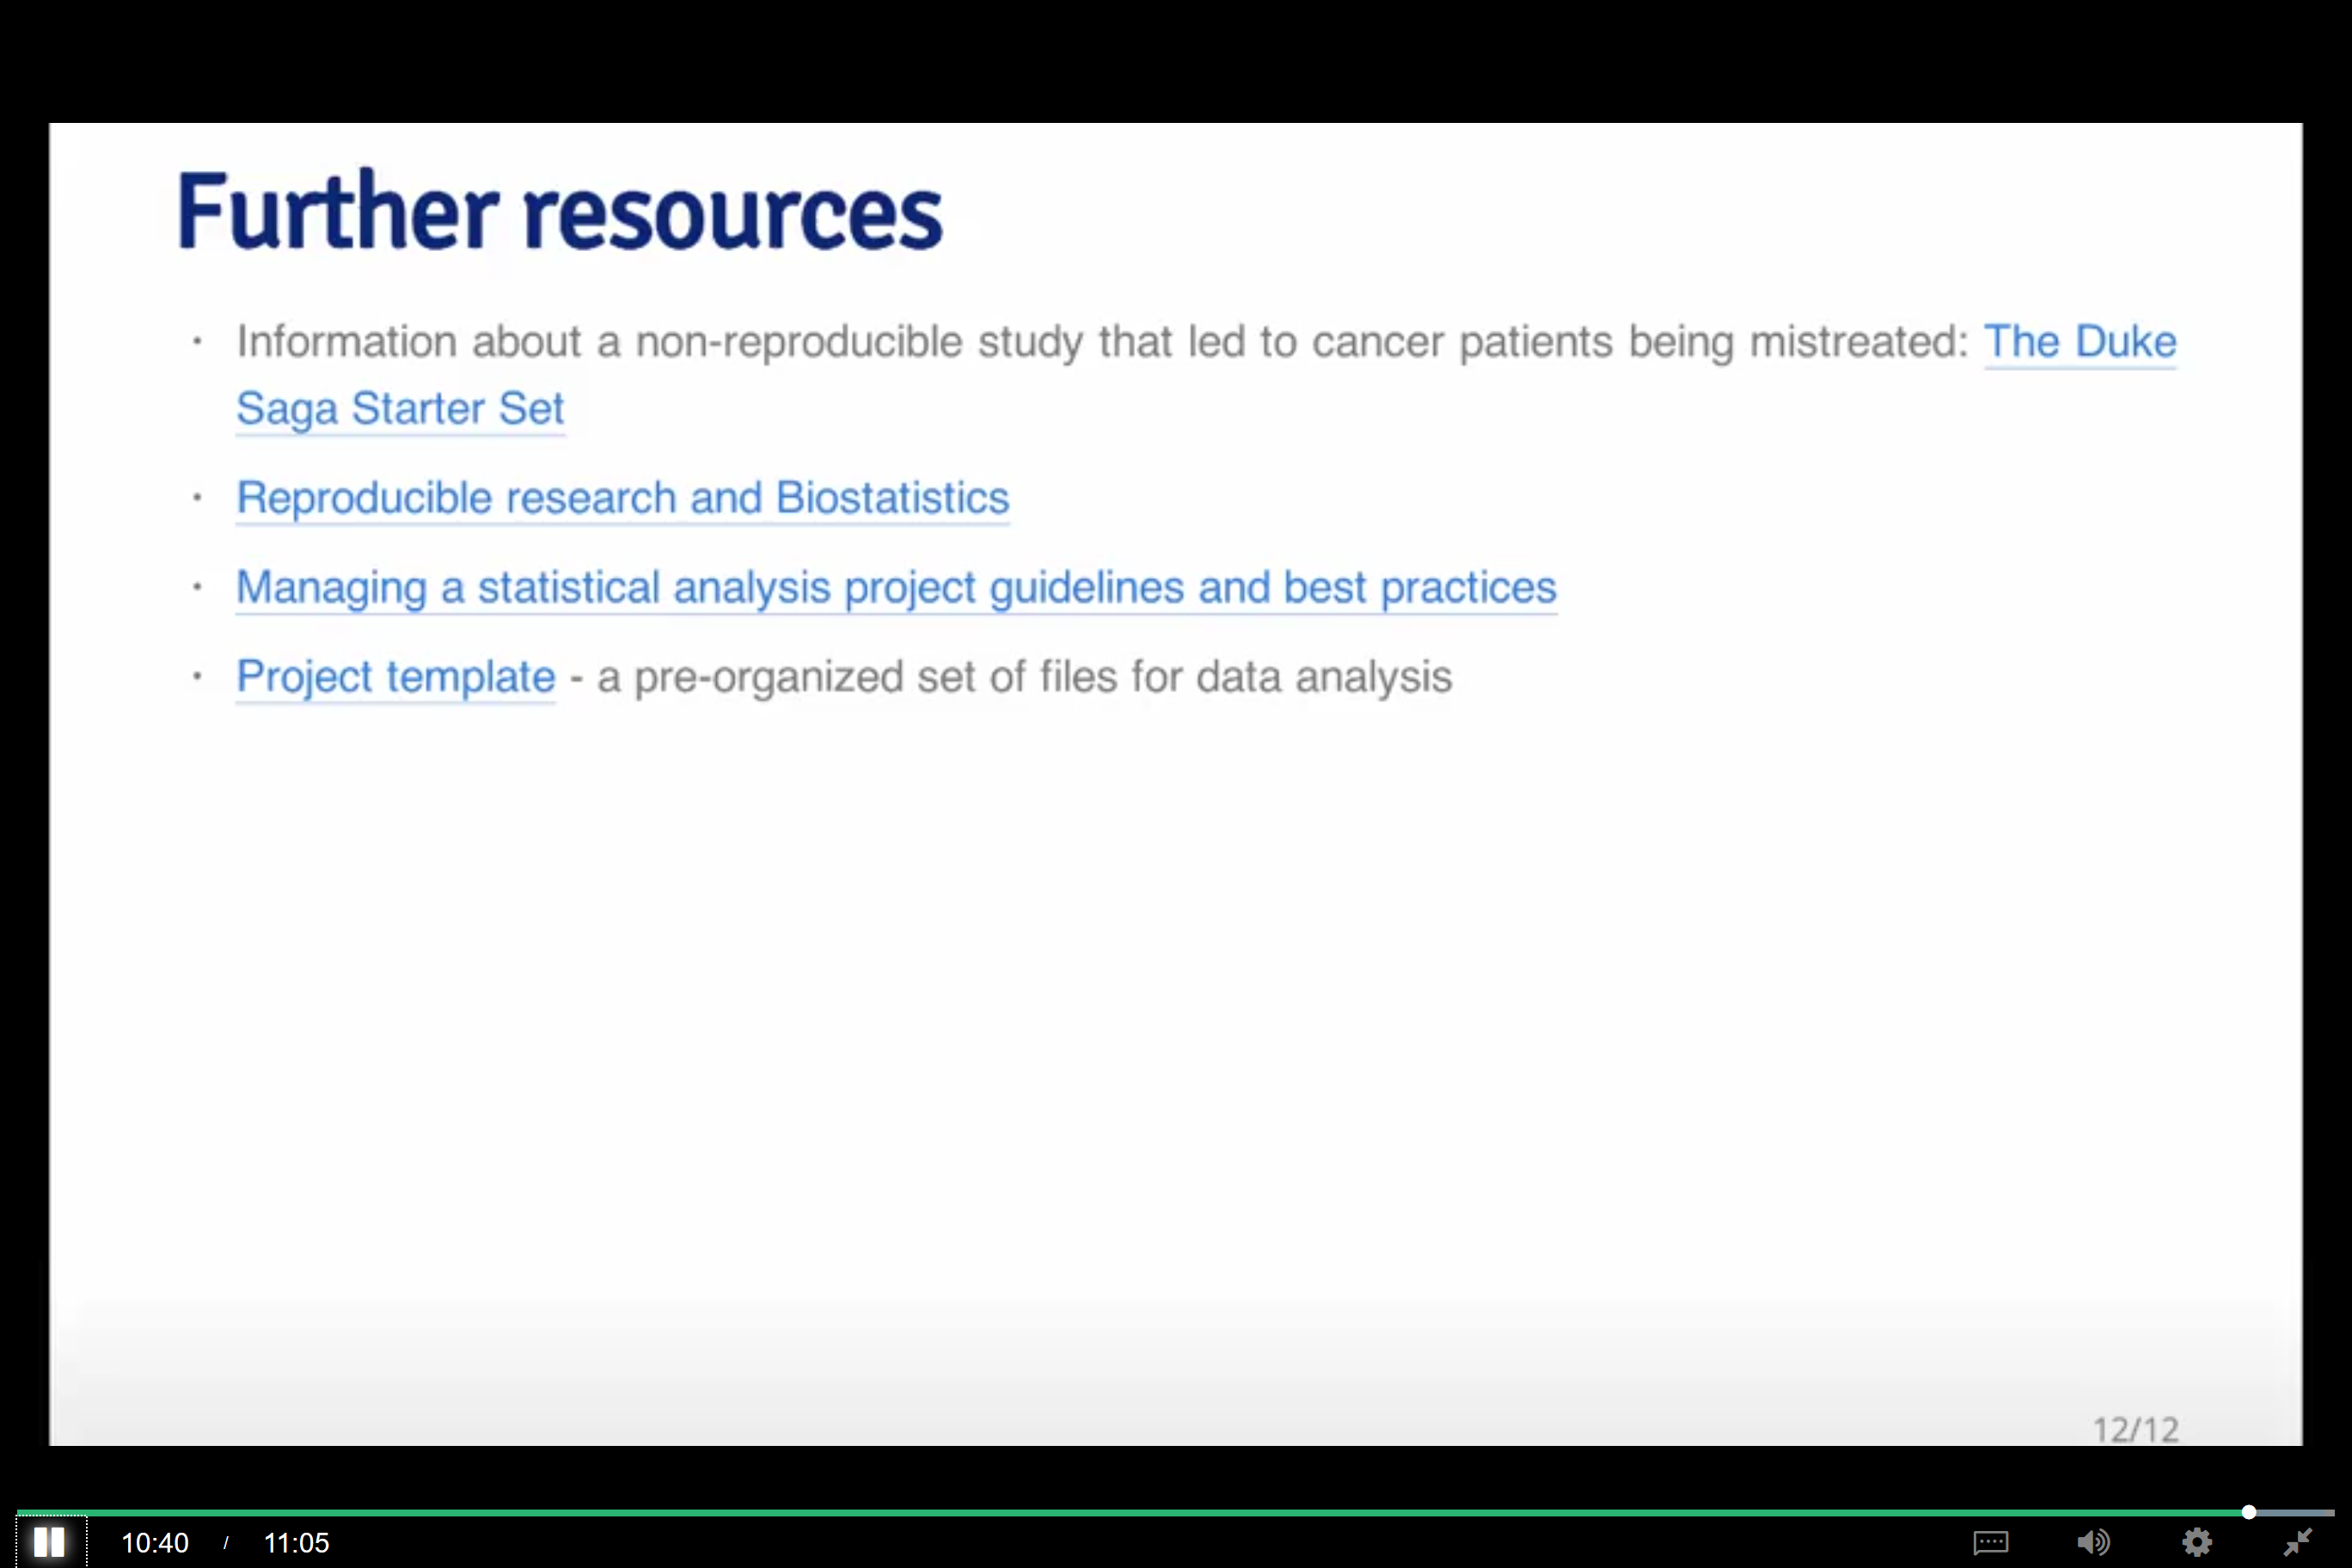 Further resources
· Information about a non-reproducible study that led to cancer patients being mistreated: The Duke
Saga Starter Set
· Reproducible research and Biostatistics
· Managing a statistical analysis project guidelines and best practices
· Project template - a pre-organized set of files for data analysis
12/12
10:40 / 11:05